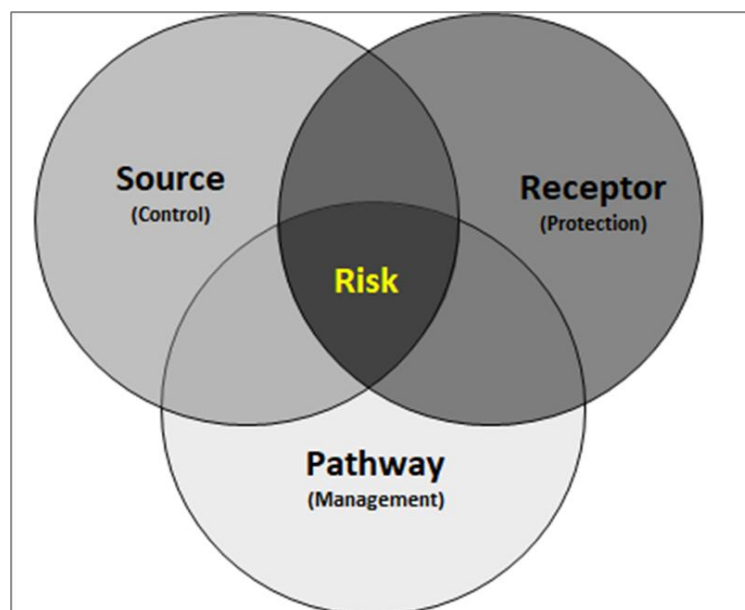 Source
(Control)
Receptor
(Protection)
Risk
Pathway
(Management)